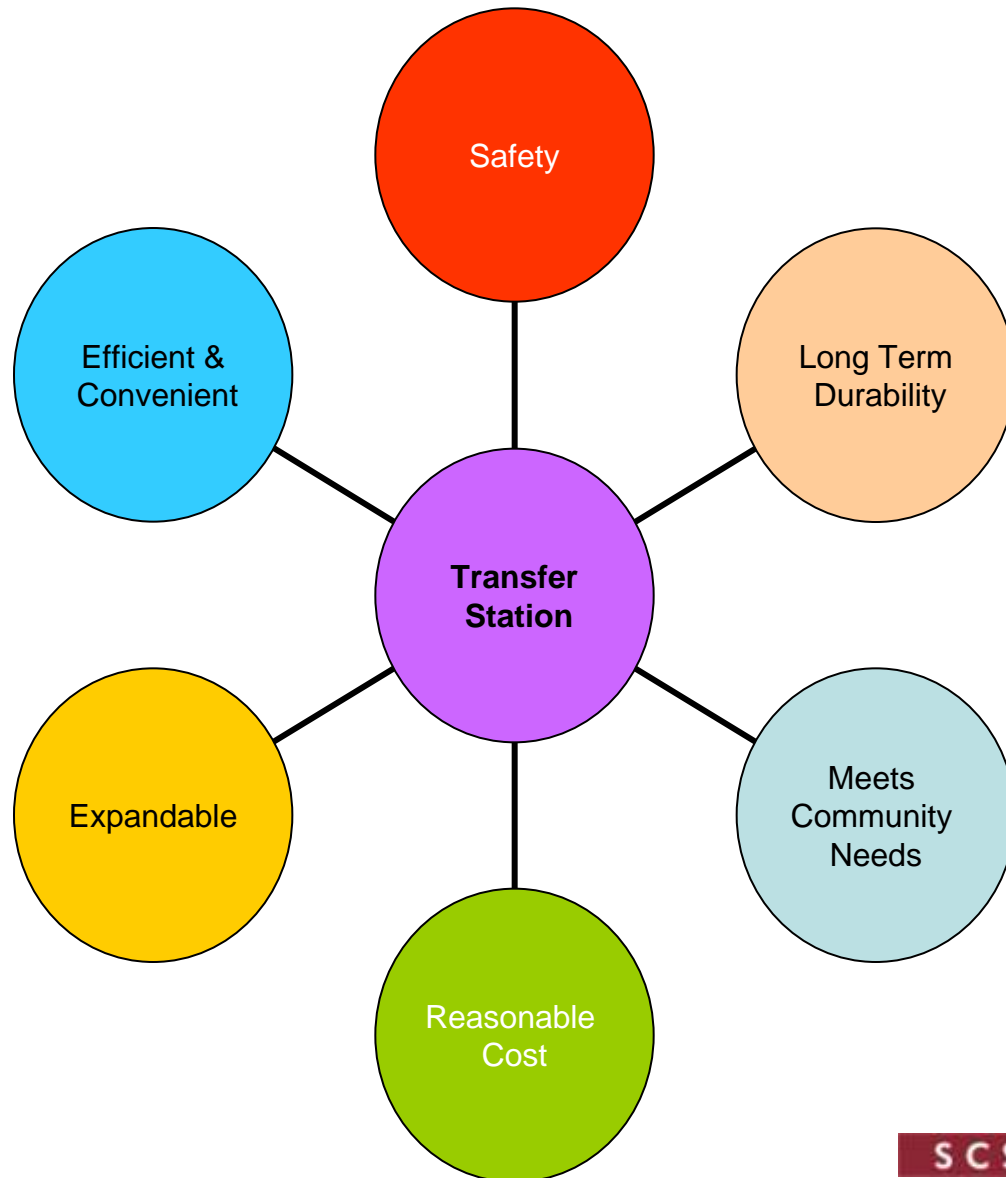 Safety
Efficient &
Convenient
Long Term
Durability
Transfer
Station
Expandable
Meets
Community
Needs
Reasonable
Cost
SCS